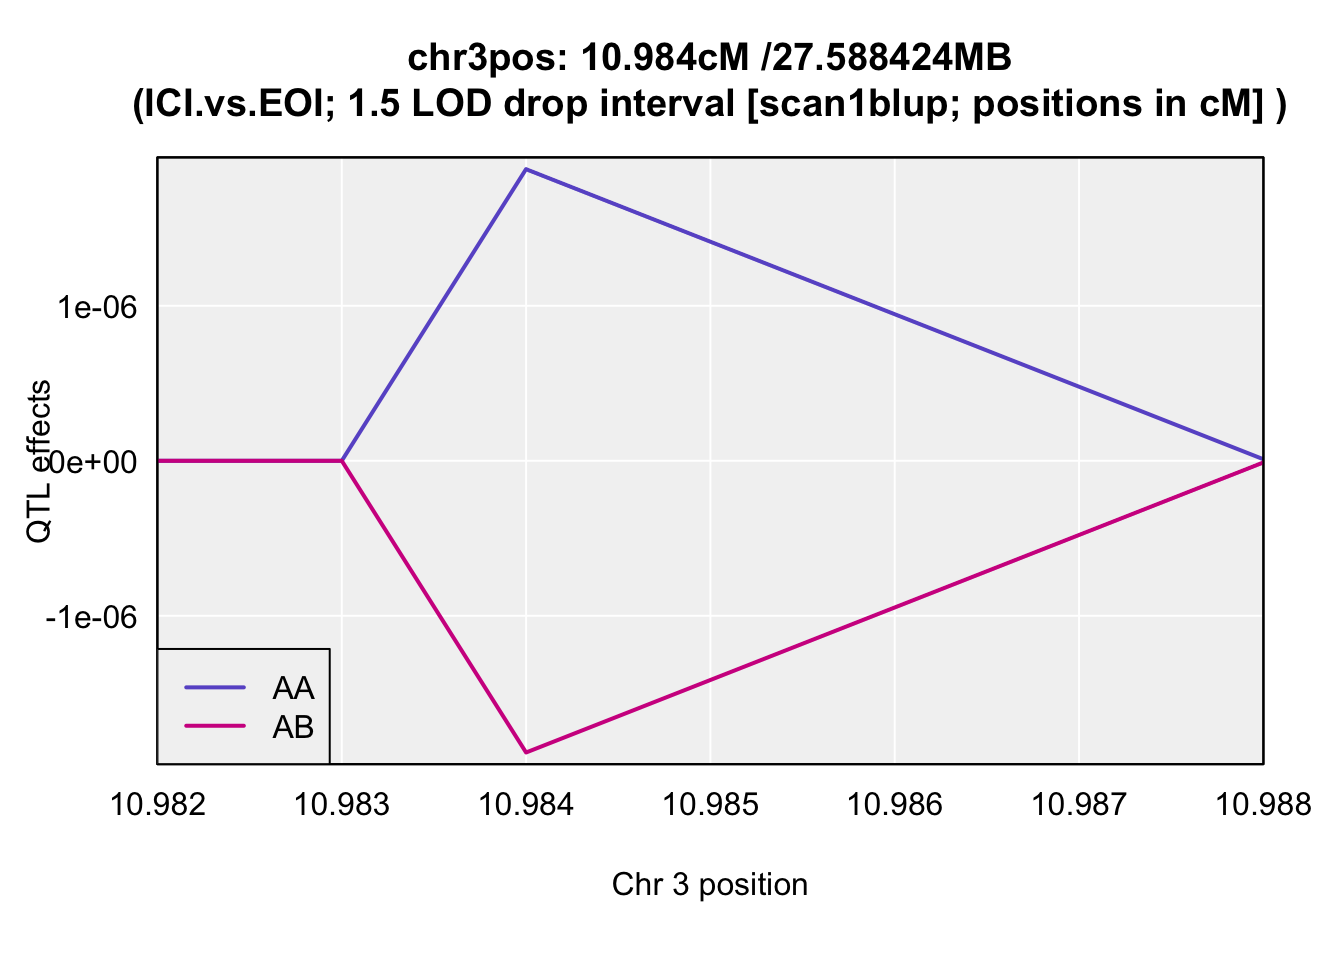 chr3pos: 10.984cM /27.588424MB
(ICI.vs.EOI; 1.5 LOD drop interval [scan1blup; positions in cM] )
QTL effects
1e-06
0e+00
-1e-06
AA
AB
10.982 10.983 10.984 10.985 10.986 10.987 10.988
Chr 3 position